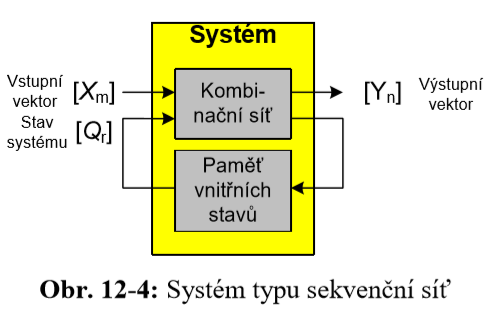 Systém
Vstupní
vektor
[Xm]
Kombi-
nační síť
[Yn]
Výstupní
vektor
Stav
systému
[Qr]
Paměť
vnitřních
stavů
Obr. 12-4: Systém typu sekvenční síť